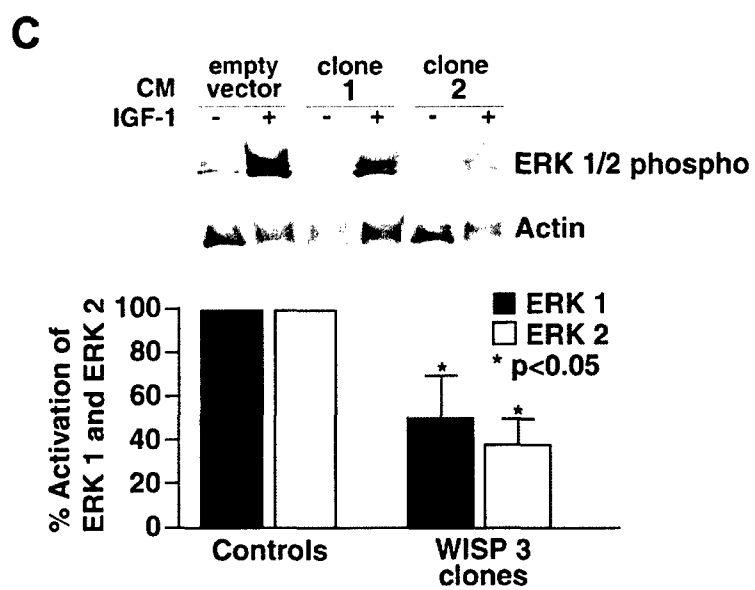 C
empty clone clone
CM vector 1 2
IGF-1 - + - + - +
ERK 1/2 phospho
Actin
% Activation of
ERK 1 and ERK 2
100
80
60
40
20
0
ERK 1
ERK 2
* p<0.05
*
*
Controls
WISP 3
clones